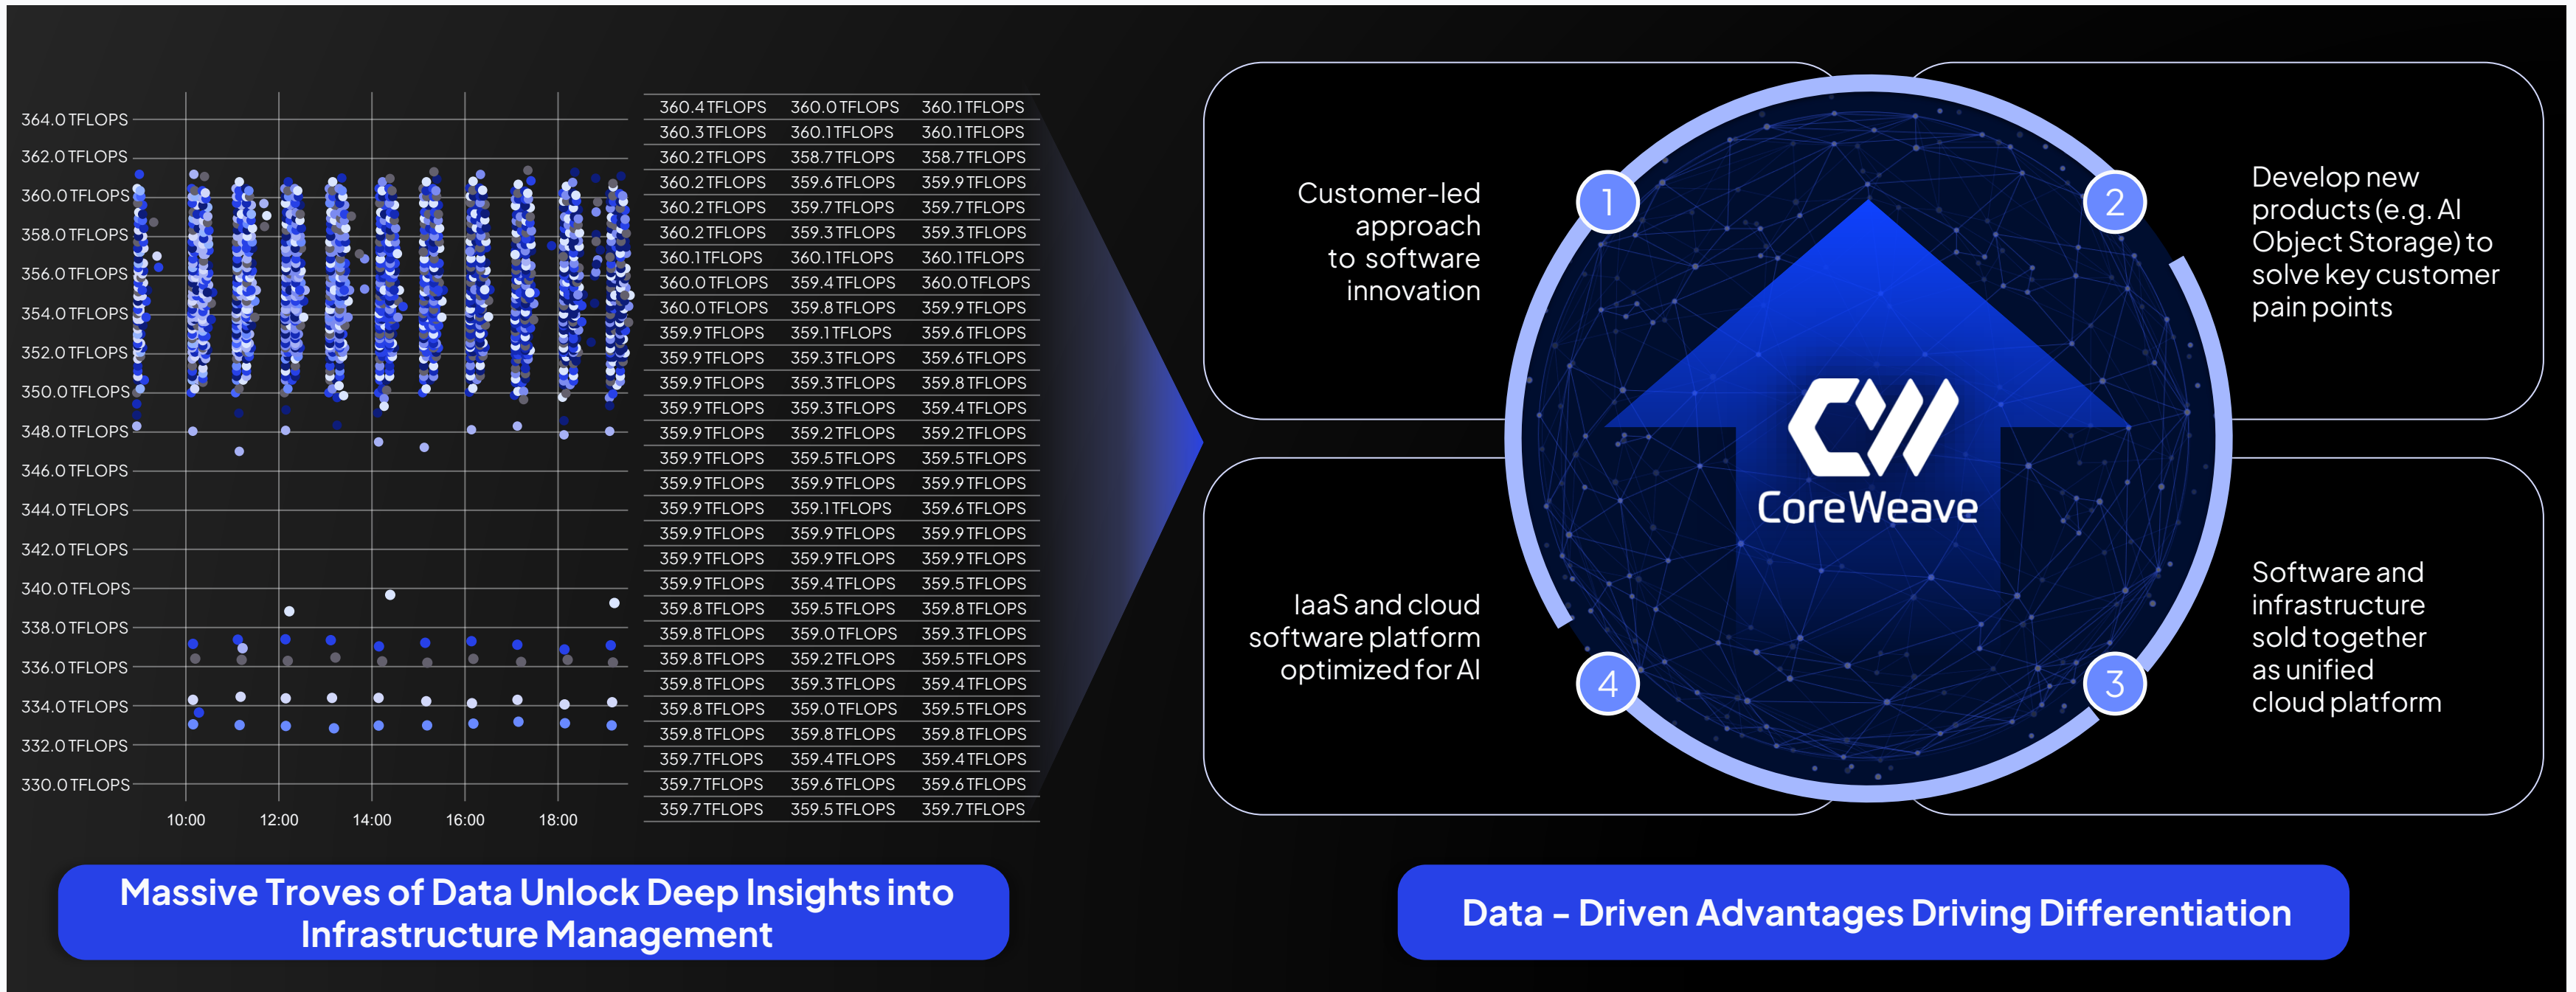 364.0 TFLOPS
362.0 TFLOPS
360.0 TFLOPS
358.0 TFLOPS
356.0 TFLOPS
354.0 TFLOPS
352.0 TFLOPS
350.0 TFLOPS
348.0 TFLOPS
346.0 TFLOPS
344.0 TFLOPS
342.0 TFLOPS
340.0 TFLOPS
338.0 TFLOPS
336.0 TFLOPS
334.0 TFLOPS
332.0 TFLOPS
330.0 TFLOPS
10:00 12:00 14:00 16:00 18:00
360.4 TFLOPS 360.0 TFLOPS 360.1 TFLOPS
360.3 TFLOPS 360.1 TFLOPS 360.1 TFLOPS
360.2 TFLOPS 358.7 TFLOPS 358.7 TFLOPS
360.2 TFLOPS 359.6 TFLOPS 359.9 TFLOPS
360.2 TFLOPS 359.7 TFLOPS 359.7 TFLOPS
360.2 TFLOPS 359.3 TFLOPS 359.3 TFLOPS
360.1 TFLOPS 360.1 TFLOPS 360.1 TFLOPS
360.0 TFLOPS 359.4 TFLOPS 360.0 TFLOPS
360.0 TFLOPS 359.8 TFLOPS 359.9 TFLOPS
359.9 TFLOPS 359.1 TFLOPS 359.6 TFLOPS
359.9 TFLOPS 359.3 TFLOPS 359.6 TFLOPS
359.9 TFLOPS 359.3 TFLOPS 359.8 TFLOPS
359.9 TFLOPS 359.3 TFLOPS 359.4 TFLOPS
359.9 TFLOPS 359.2 TFLOPS 359.2 TFLOPS
359.9 TFLOPS 359.5 TFLOPS 359.5 TFLOPS
359.9 TFLOPS 359.9 TFLOPS 359.9 TFLOPS
359.9 TFLOPS 359.1 TFLOPS 359.6 TFLOPS
359.9 TFLOPS 359.9 TFLOPS 359.9 TFLOPS
359.9 TFLOPS 359.9 TFLOPS 359.9 TFLOPS
359.9 TFLOPS 359.4 TFLOPS 359.5 TFLOPS
359.8 TFLOPS 359.5 TFLOPS 359.8 TFLOPS
359.8 TFLOPS 359.0 TFLOPS 359.3 TFLOPS
359.8 TFLOPS 359.2 TFLOPS 359.5 TFLOPS
359.8 TFLOPS 359.3 TFLOPS 359.4 TFLOPS
359.8 TFLOPS 359.0 TFLOPS 359.5 TFLOPS
359.8 TFLOPS 359.8 TFLOPS 359.8 TFLOPS
359.7 TFLOPS 359.4 TFLOPS 359.4 TFLOPS
359.7 TFLOPS 359.6 TFLOPS 359.6 TFLOPS
359.7 TFLOPS 359.5 TFLOPS 359.7 TFLOPS
Massive Troves of Data Unlock Deep Insights into
Infrastructure Management
1
Customer-led
approach
to software
innovation
2
Develop new
products (e.g. AI
Object Storage) to
solve key customer
pain points
CoreWeave
3
Software and
infrastructure
sold together
as unified
cloud platform
4
IaaS and cloud
software platform
optimized for AI
Data - Driven Advantages Driving Differentiation